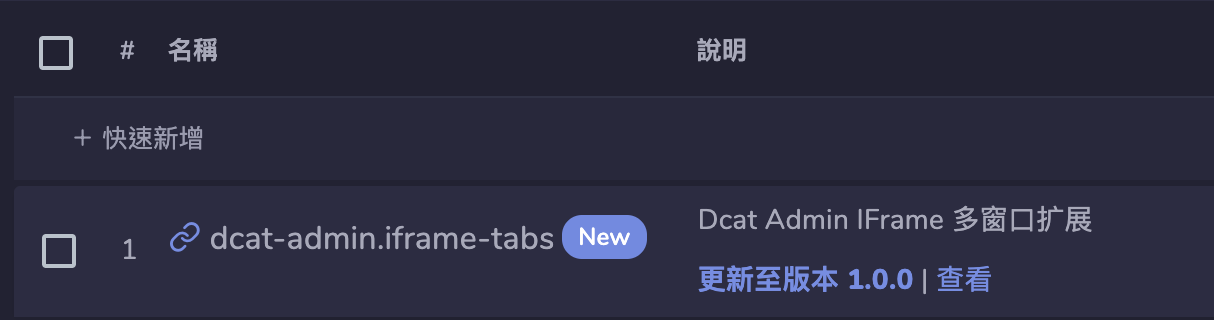 # 名稱 說明
+ 快速新增
1 dcat-admin.iframe-tabs New Dcat Admin IFrame 多窗口扩展
更新至版本 1.0.0 | 查看